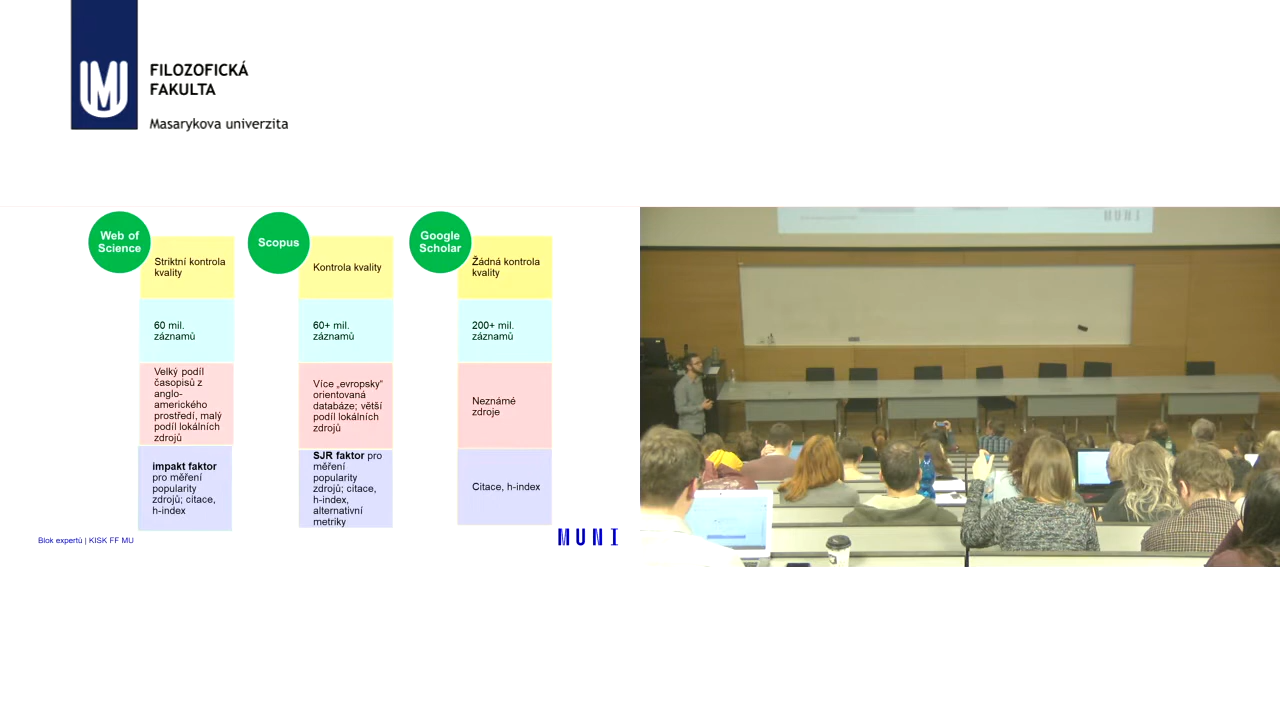 FILOZOFICKÁ
FAKULTA
Masarykova univerzita
Web of
Science
Striktní kontrola
kvality
60 mil.
záznamů
Velký podíl
časopisů z
anglo-
amerického
prostředí, malý
podíl lokálních
zdrojů
impakt faktor
pro měření
popularity
zdrojů; citace,
h-index
Scopus
Kontrola kvality
60+ mil.
záznamů
Více „evropsky"
orientovaná
databáze; větší
podíl lokálních
zdrojů
SJR faktor pro
měření
popularity
zdrojů; citace,
h-index,
alternativní
metriky
Google
Scholar
Žádná kontrola
kvality
200+ mil.
záznamů
Neznámé
zdroje
Citace, h-index
Blok expertů | KISK FF MU
MUNI
MUNI